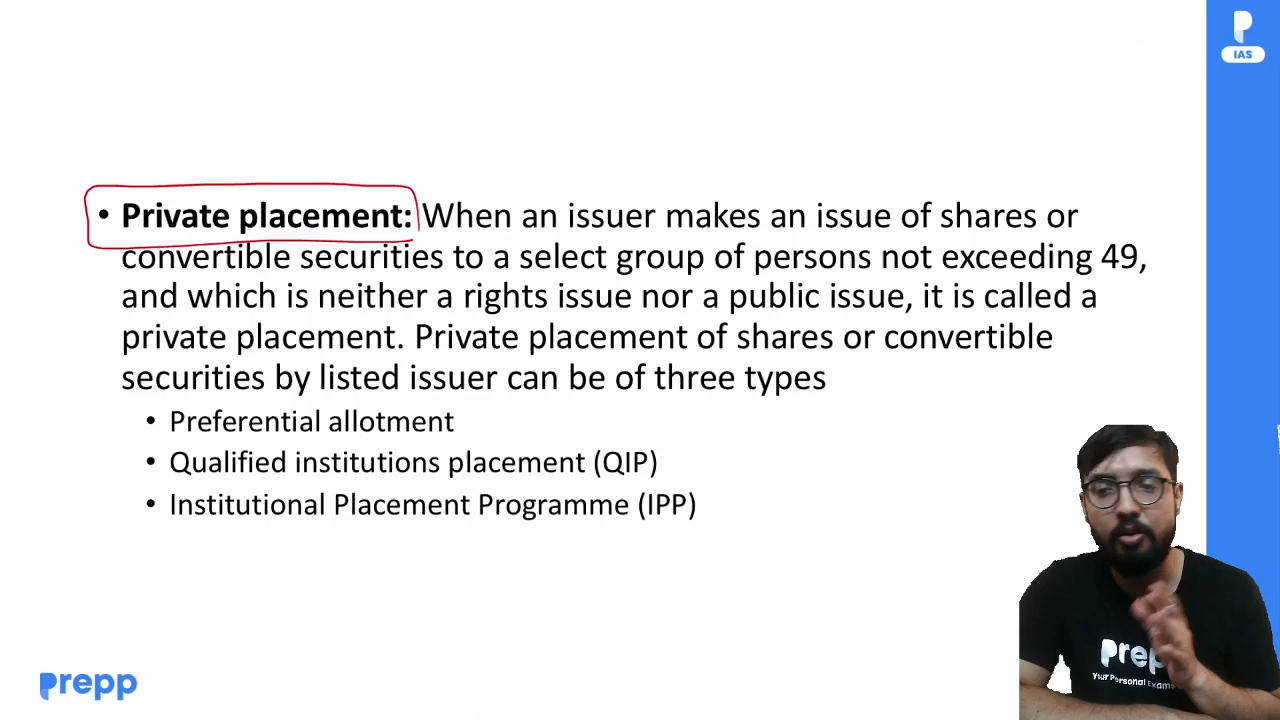 IAS
• Private placement: When an issuer makes an issue of shares or
convertible securities to a select group of persons not exceeding 49,
and which is neither a rights issue nor a public issue, it is called a
private placement. Private placement of shares or convertible
securities by listed issuer can be of three types
• Preferential allotment
• Qualified institutions placement (QIP)
• Institutional Placement Programme (IPP)
prepp
Your Personal Exams
prepp